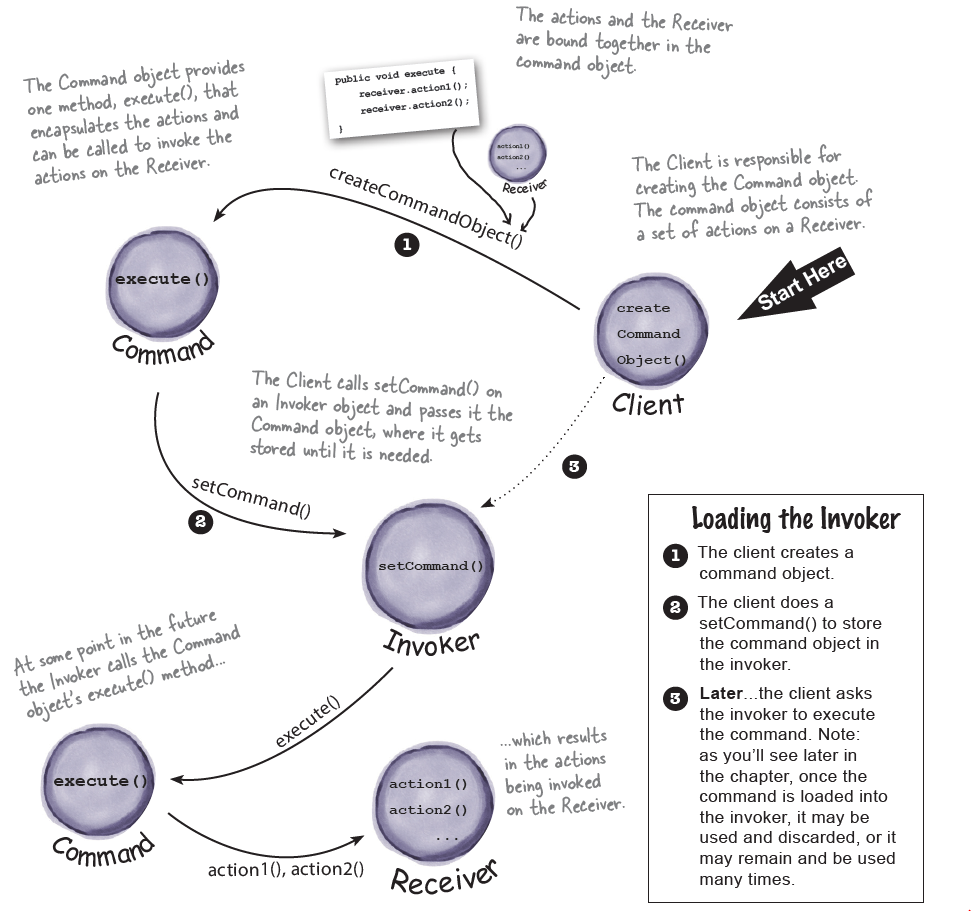 The actions and the Receiver
are bound together in the
command object.
The Command object provides
one method, execute(), that
encapsulates the actions and
can be called to invoke the
actions on the Receiver.
public void execute {
receiver.action1();
receiver.action2();
}
action1()
action2()
...
Receiver
The Client is responsible for
creating the Command object.
The command object consists of
a set of actions on a Receiver.
createCommandObject()
1
Start Here
execute()
Command
create
Command
Object()
Client
The Client calls setCommand() on
an Invoker object and passes it the
Command object, where it gets
stored until it is needed.
3
setCommand()
2
setCommand()
Invoker
Loading the Invoker
1 The client creates a
command object.
2 The client does a
setCommand() to store
the command object in
the invoker.
3 Later...the client asks
the invoker to execute
the command. Note:
as you'll see later in
the chapter, once the
command is loaded into
the invoker, it may be
used and discarded, or it
may remain and be used
many times.
At some point in the future
the Invoker calls the Command
object's execute() method...
execute()
execute()
Command
action1(), action2()
action1()
action2()
...
Receiver
...which results
in the actions
being invoked
on the Receiver.